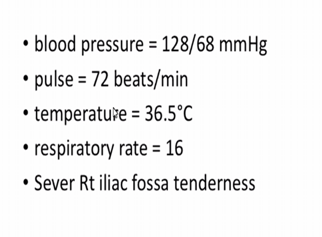 • blood pressure = 128/68 mmHg
• pulse = 72 beats/min
• temperature = 36.5°C
• respiratory rate = 16
• Sever Rt iliac fossa tenderness